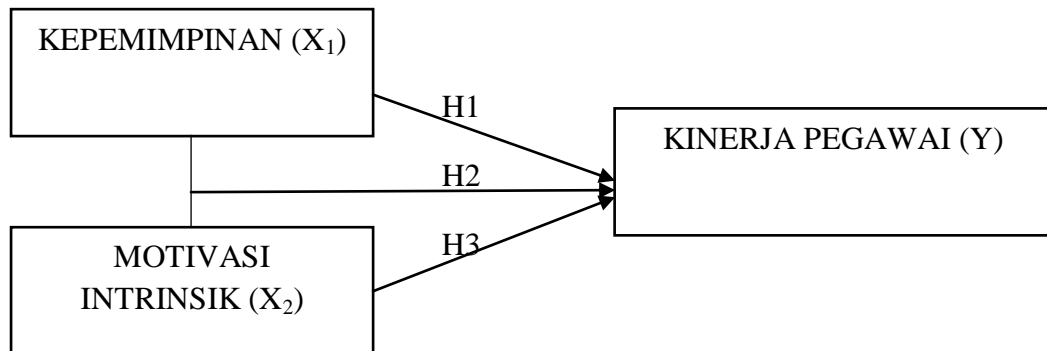 KEPEMIMPINAN (X₁)
H1
KINERJA PEGAWAI (Y)
H2
H3
MOTIVASI
INTRINSIK (X₂)